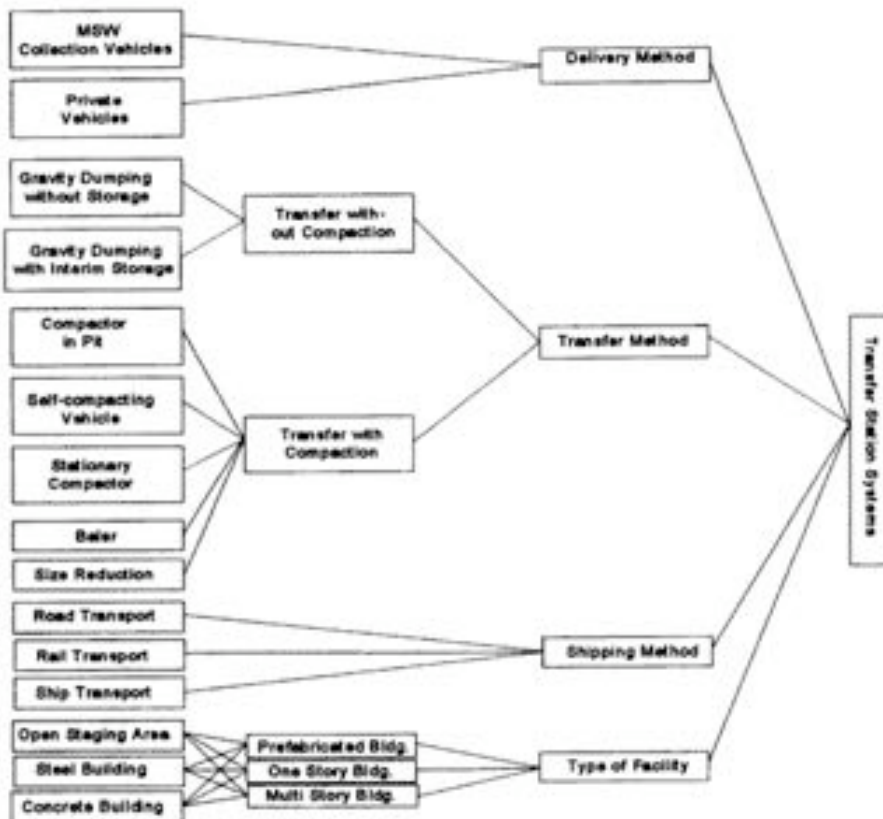 MSW
Collection Vehicles
Delivery Method
Private
Vehicles
Gravity Dumping
without Storage
Transfer with-
out Compaction
Gravity Dumping
with Interim Storage
Compactor
in Pit
Transfer Method
Transfer Station Systems
Self-compacting
Vehicle
Transfer with
Compaction
Stationary
Compactor
Baler
Size Reduction
Road Transport
Rail Transport
Shipping Method
Ship Transport
Open Staging Area
Prefabricated Bldg.
Steel Building
One Story Bldg.
Type of Facility
Multi Story Bldg.
Concrete Building